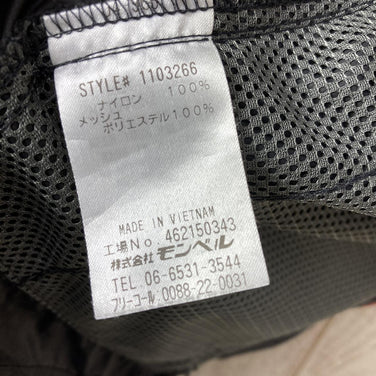 STYLE# 1103266
ナイロン 100%
メッシュ
ポリエステル100%
MADE IN VIETNAM
工場No. 462150343
株式会社 モンベル
TEL 06-6531-3544
フリーコール 0088-22-0031